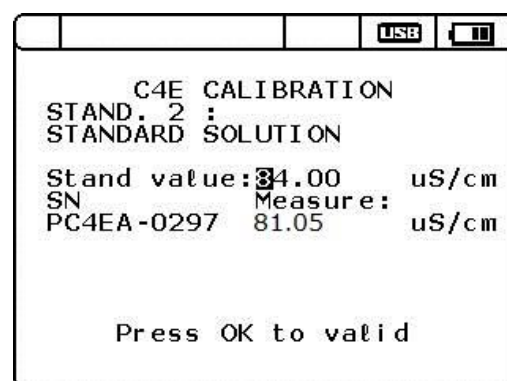 USB
C4E CALIBRATION
STAND. 2 :
STANDARD SOLUTION
Stand value:84.00 uS/cm
SN Measure:
PC4EA-0297 81.05 uS/cm
Press OK to valid